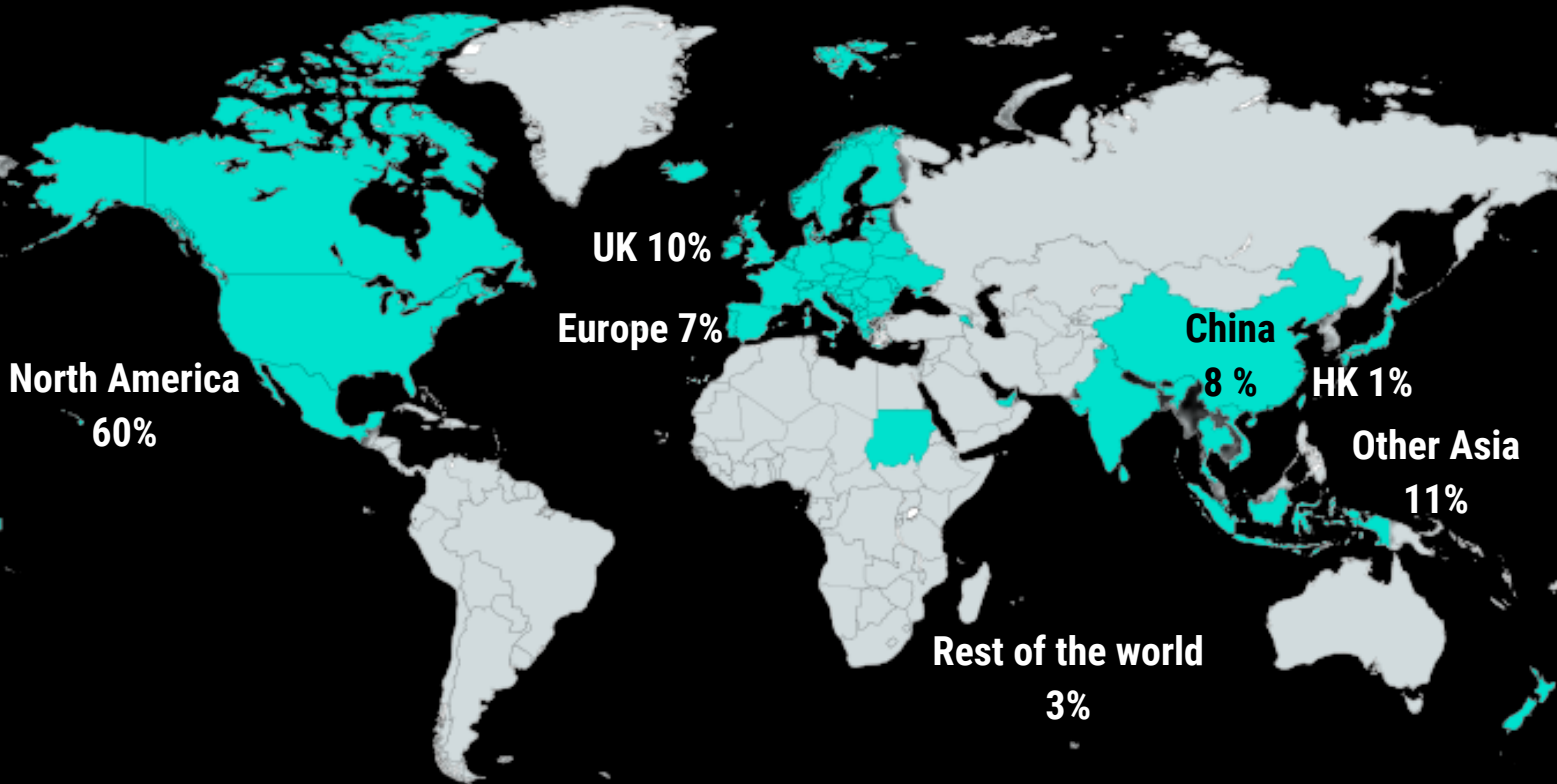 UK 10%
Europe 7%
North America
60%
China
8 %
HK 1%
Other Asia
11%
Rest of the world
3%